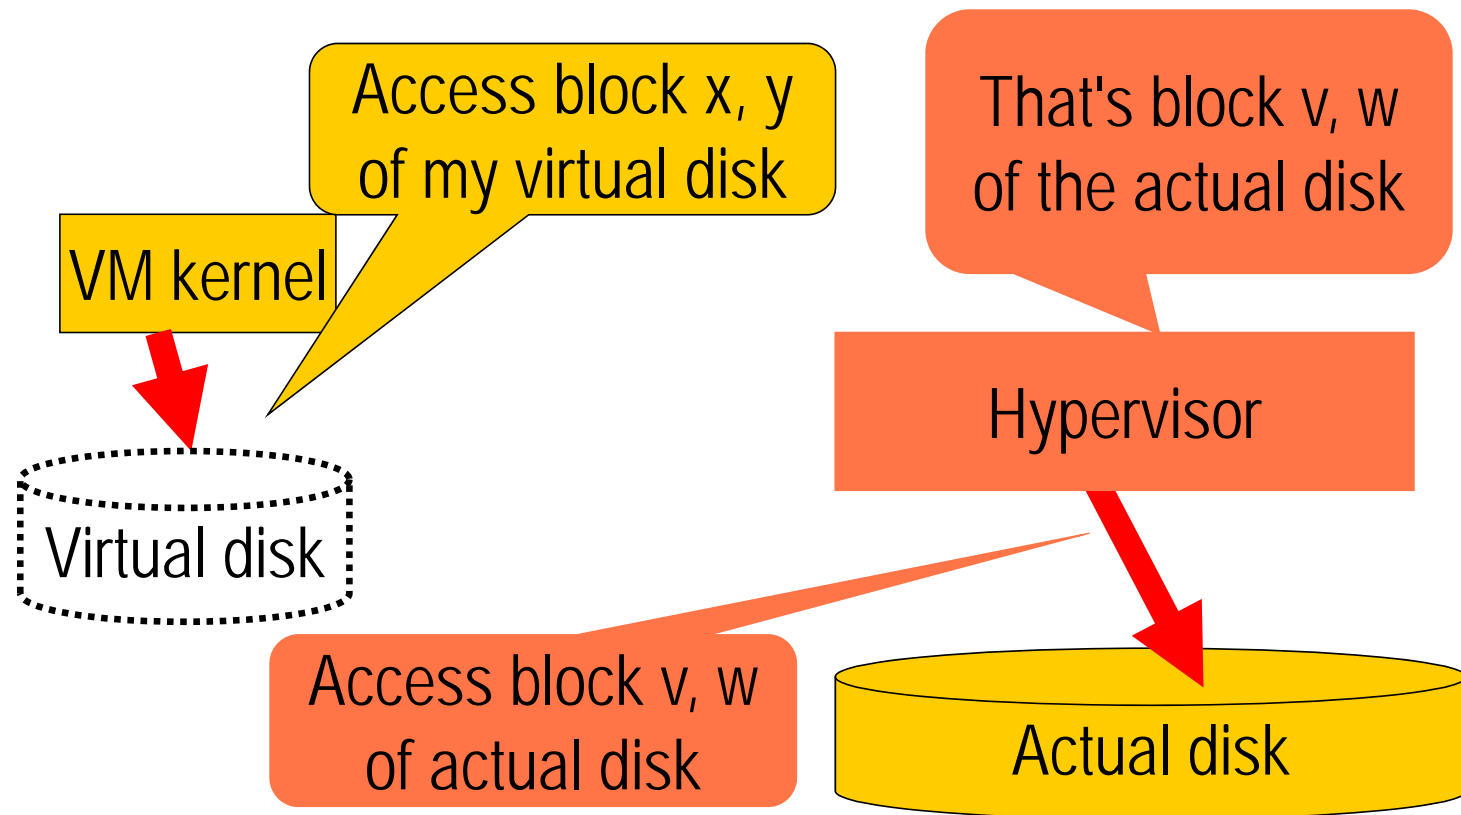 Access block x, y
of my virtual disk
That's block v, w
of the actual disk
VM kernel
Hypervisor
Virtual disk
Access block v, w
of actual disk
Actual disk